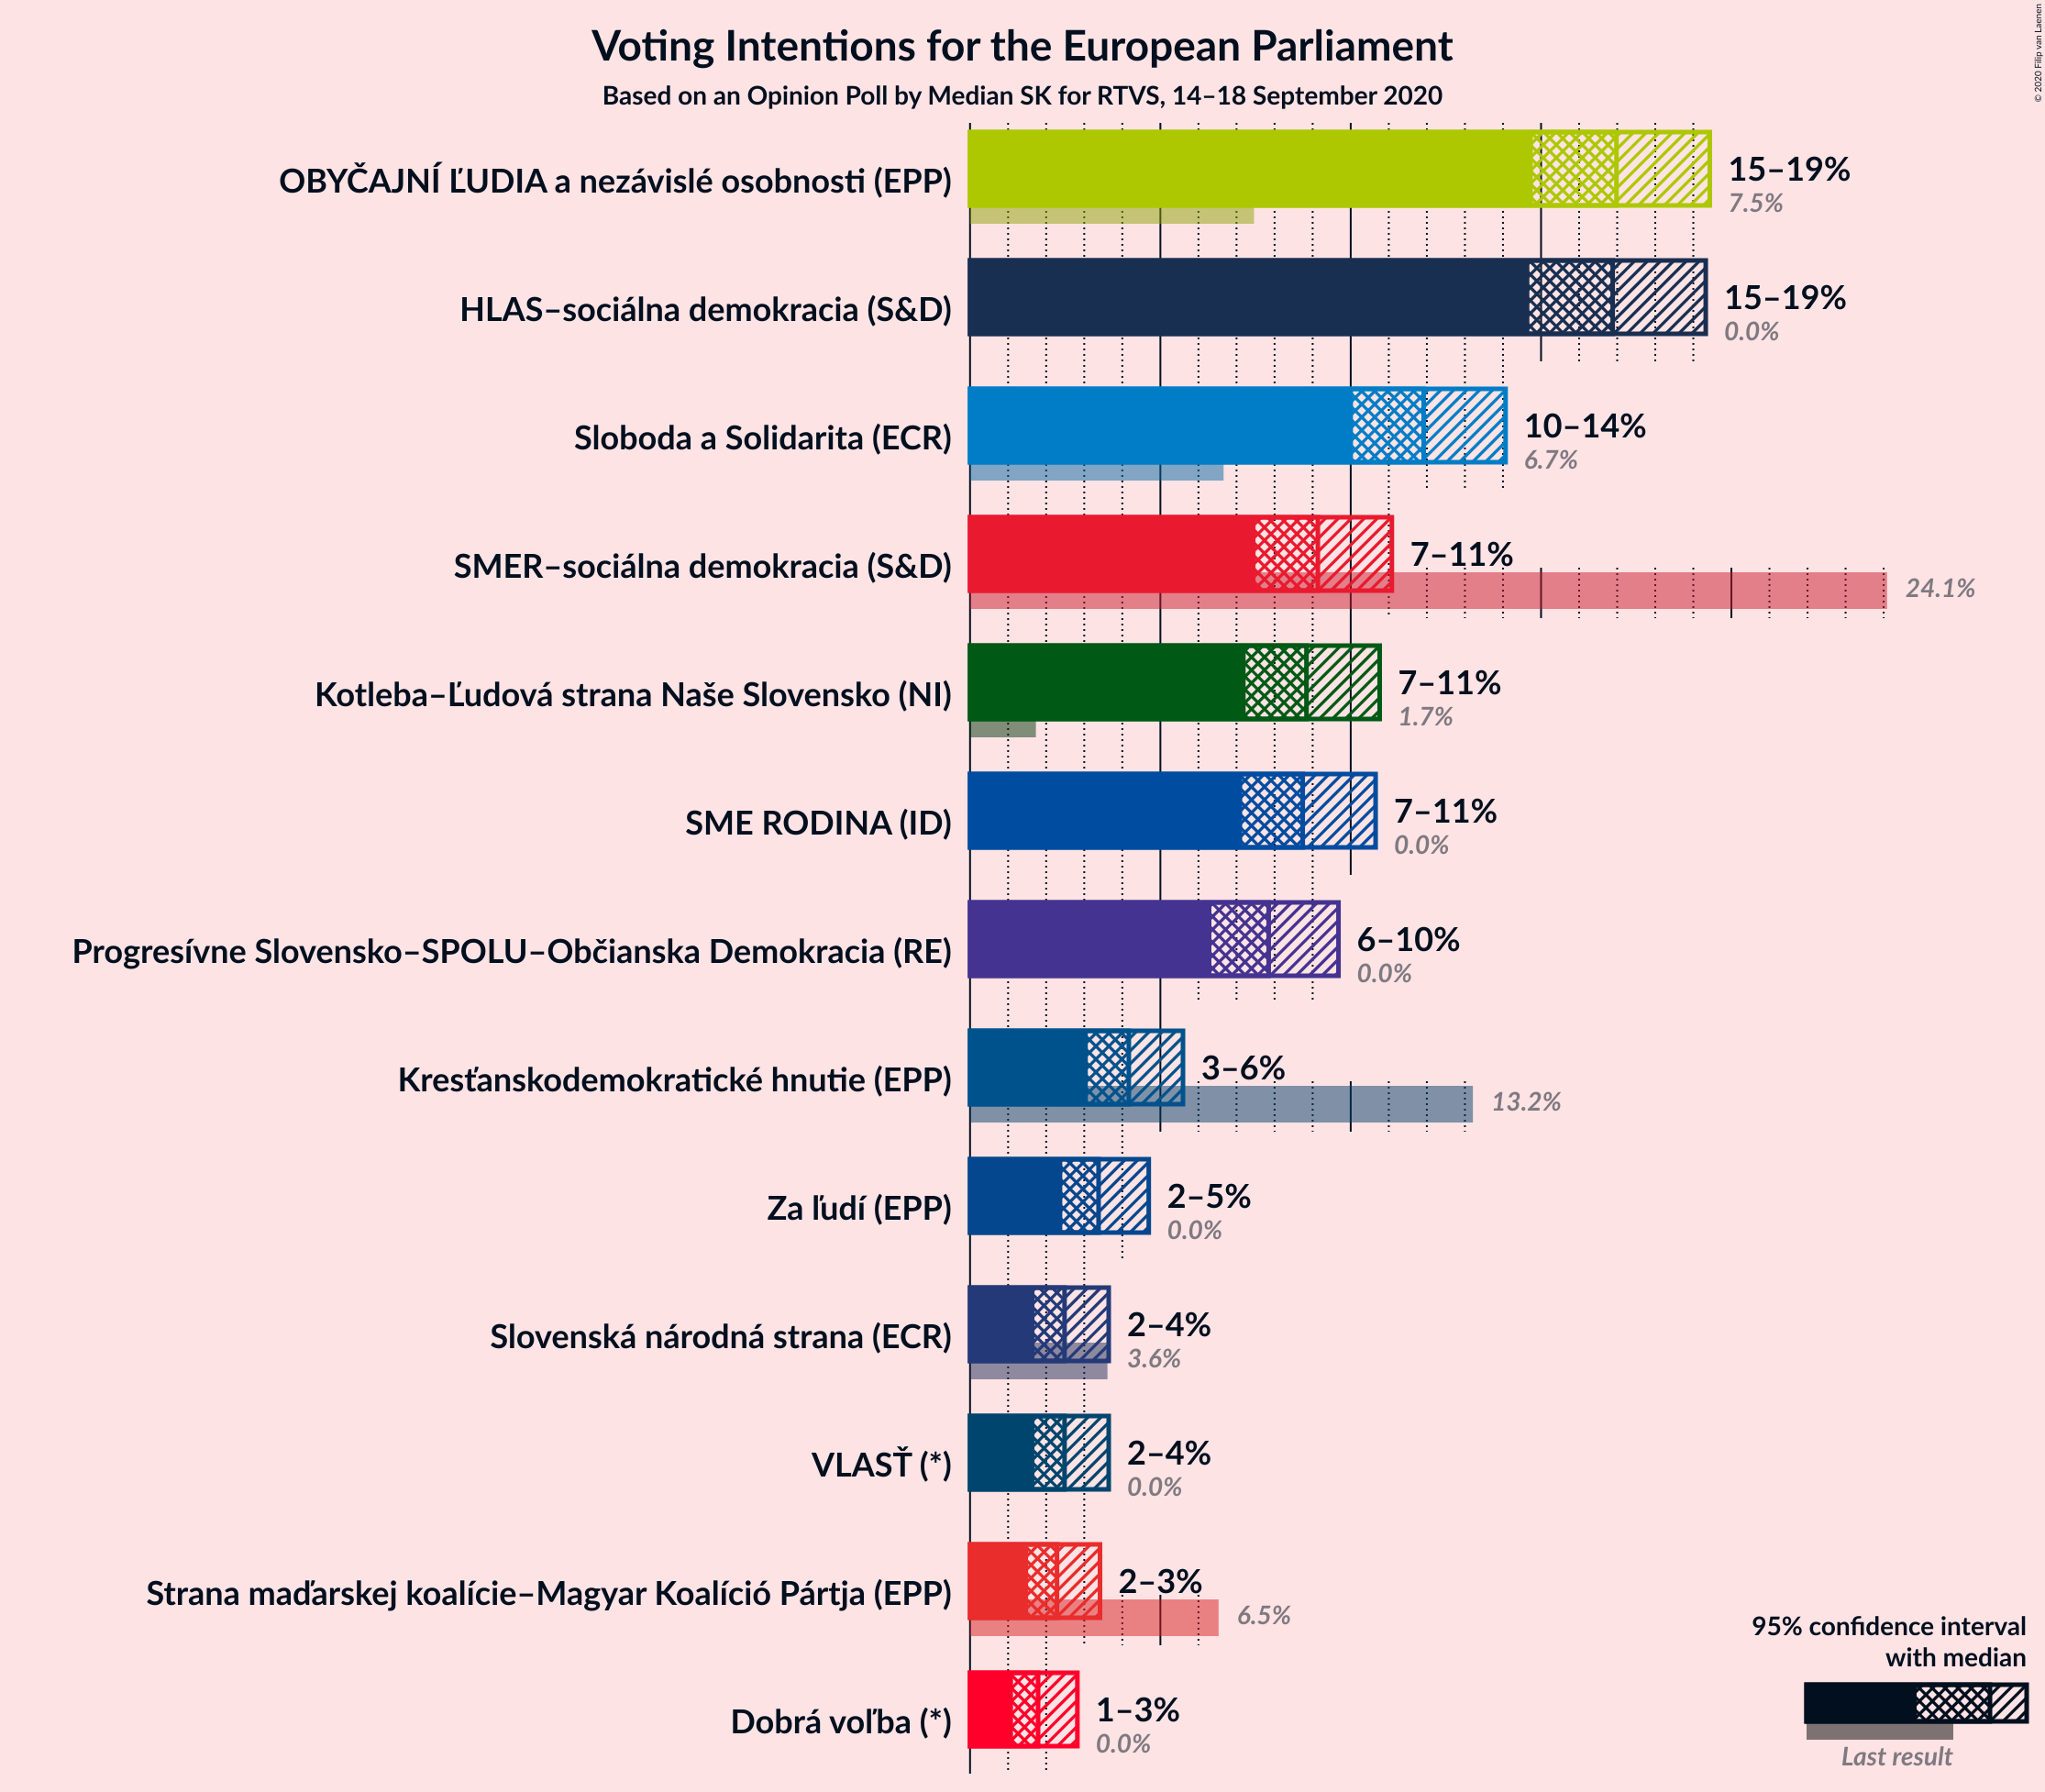 Voting Intentions for the European Parliament
Based on an Opinion Poll by Median SK for RTVS, 14–18 September 2020
© 2020 Filip van Laenen
OBYČAJNÍ ĽUDIA a nezávislé osobnosti (EPP)
15–19%
7.5%
HLAS–sociálna demokracia (S&D)
15–19%
0.0%
Sloboda a Solidarita (ECR)
10–14%
6.7%
SMER–sociálna demokracia (S&D)
7–11%
24.1%
Kotleba–Ľudová strana Naše Slovensko (NI)
7–11%
1.7%
SME RODINA (ID)
7–11%
0.0%
Progresívne Slovensko–SPOLU–Občianska Demokracia (RE)
6–10%
0.0%
Kresťanskodemokratické hnutie (EPP)
3–6%
13.2%
Za ľudí (EPP)
2–5%
0.0%
Slovenská národná strana (ECR)
2–4%
3.6%
VLASŤ (*)
2–4%
0.0%
Strana maďarskej koalície–Magyar Koalíció Pártja (EPP)
2–3%
6.5%
Dobrá voľba (*)
1–3%
0.0%
95% confidence interval
with median
Last result